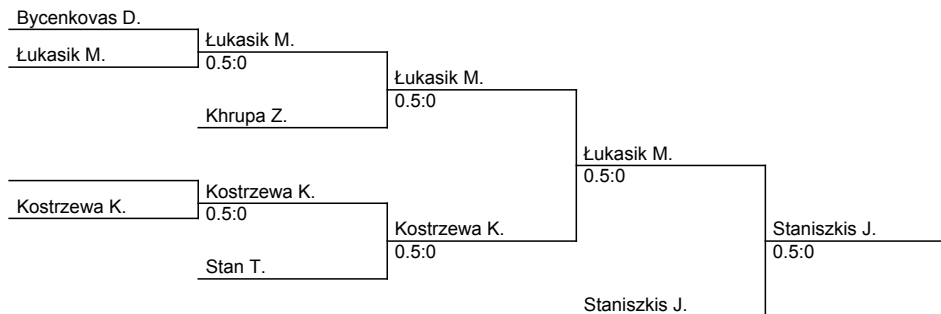 Bycenkovas D.
Łukasik M.
Łukasik M.
0.5:0
Khrupa Z.
Łukasik M.
0.5:0
Kostrzewa K.
Kostrzewa K.
0.5:0
Stan T.
Kostrzewa K.
0.5:0
Łukasik M.
0.5:0
Staniszkis J.
Staniszkis J.
0.5:0